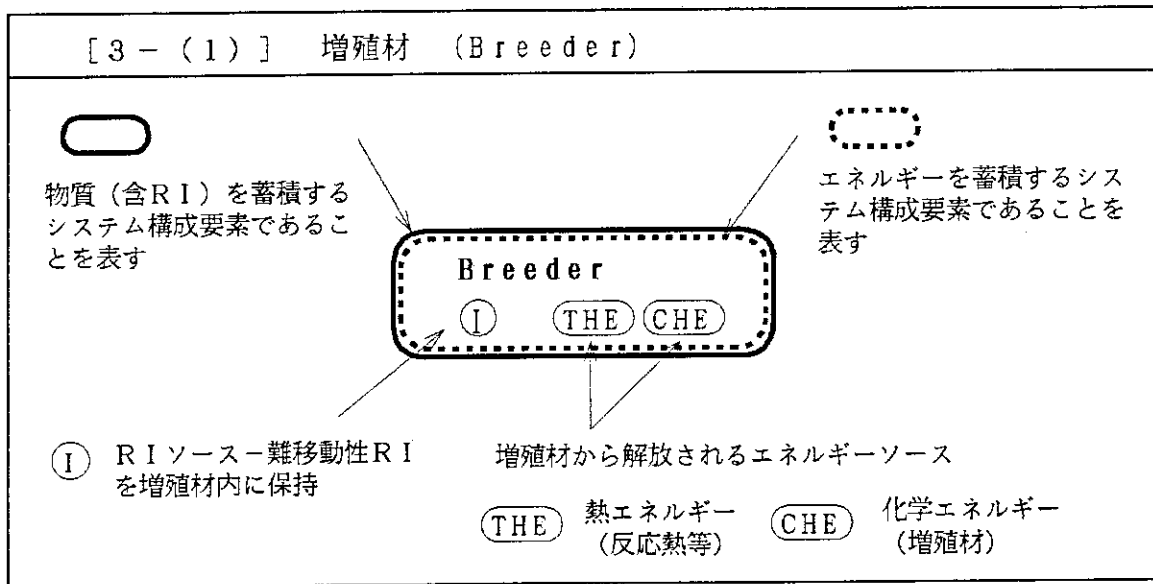 [3-(1)] 増殖材 (Breeder)
物質(含RI)を蓄積する
システム構成要素であるこ
とを表す
エネルギーを蓄積するシス
テム構成要素であることを
表す
Breeder
I THE CHE
I RIソース-難移動性RI
を増殖材内に保持
増殖材から解放されるエネルギーソース
THE 熱エネルギー
(反応熱等)
CHE 化学エネルギー
(増殖材)